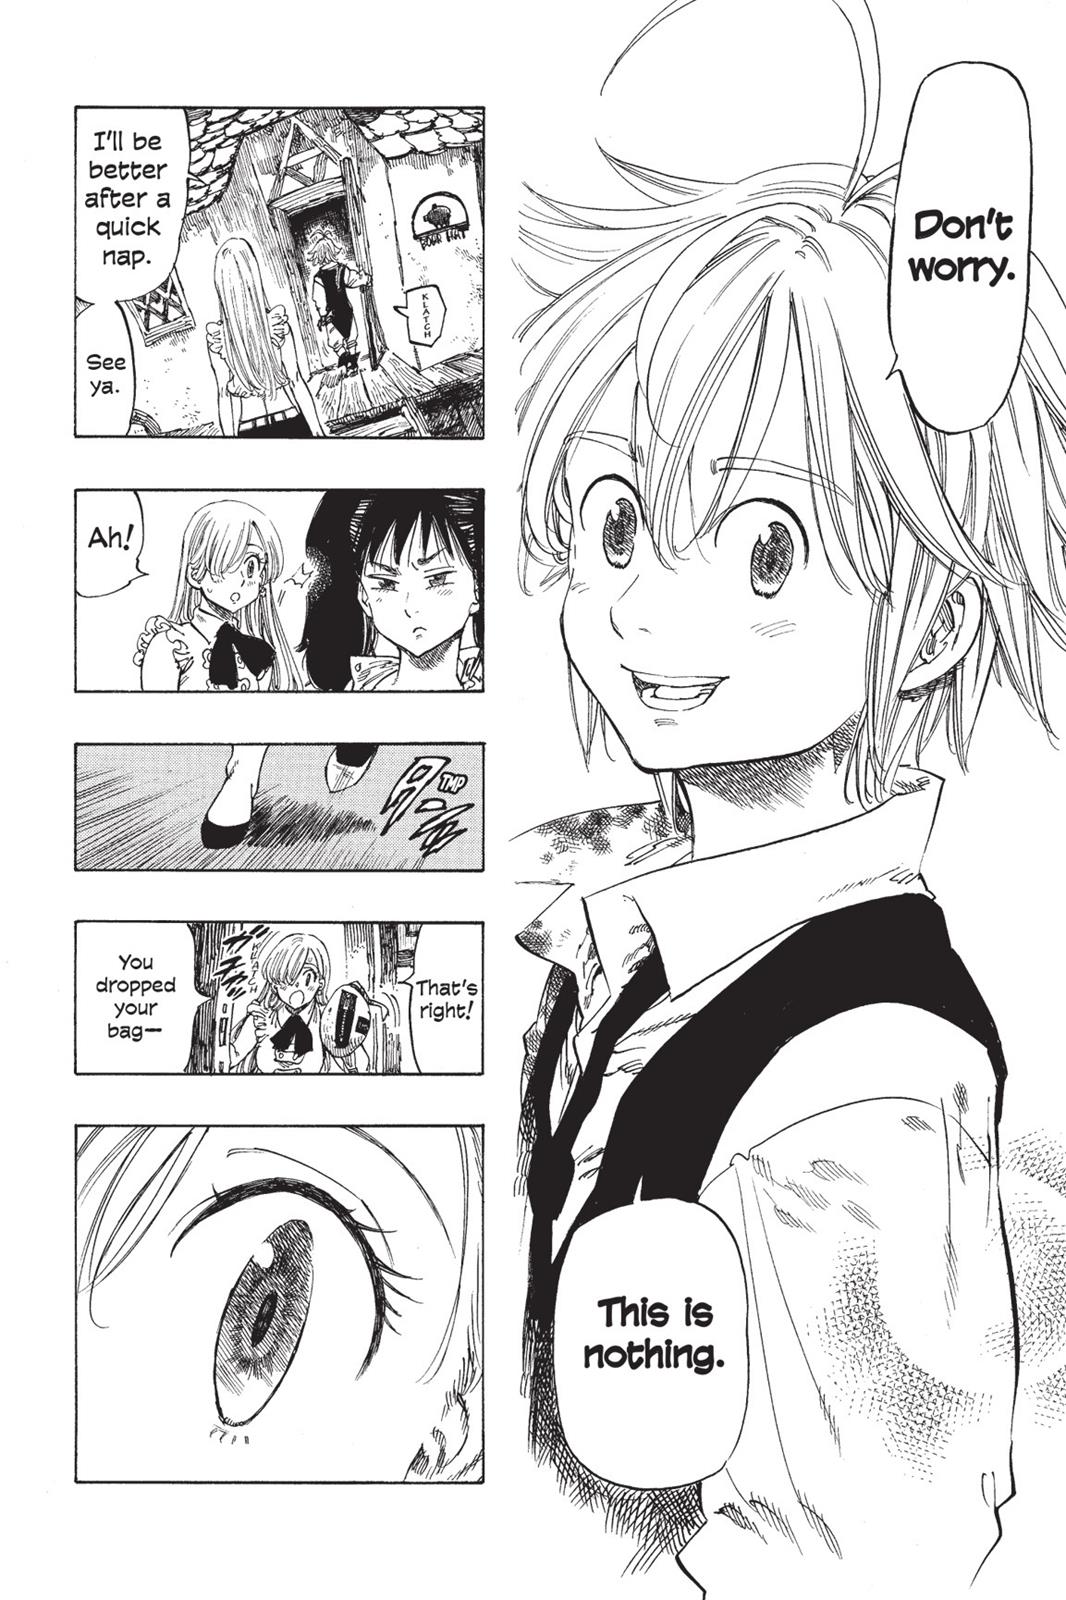 Don't
worry.
This is
nothing.
I'll be
better
after a
quick
nap.
See
ya.
BOAR HAT
KLATCH
Ah!
TMP
That's
right!
KLATCH
You
dropped
your
bag—